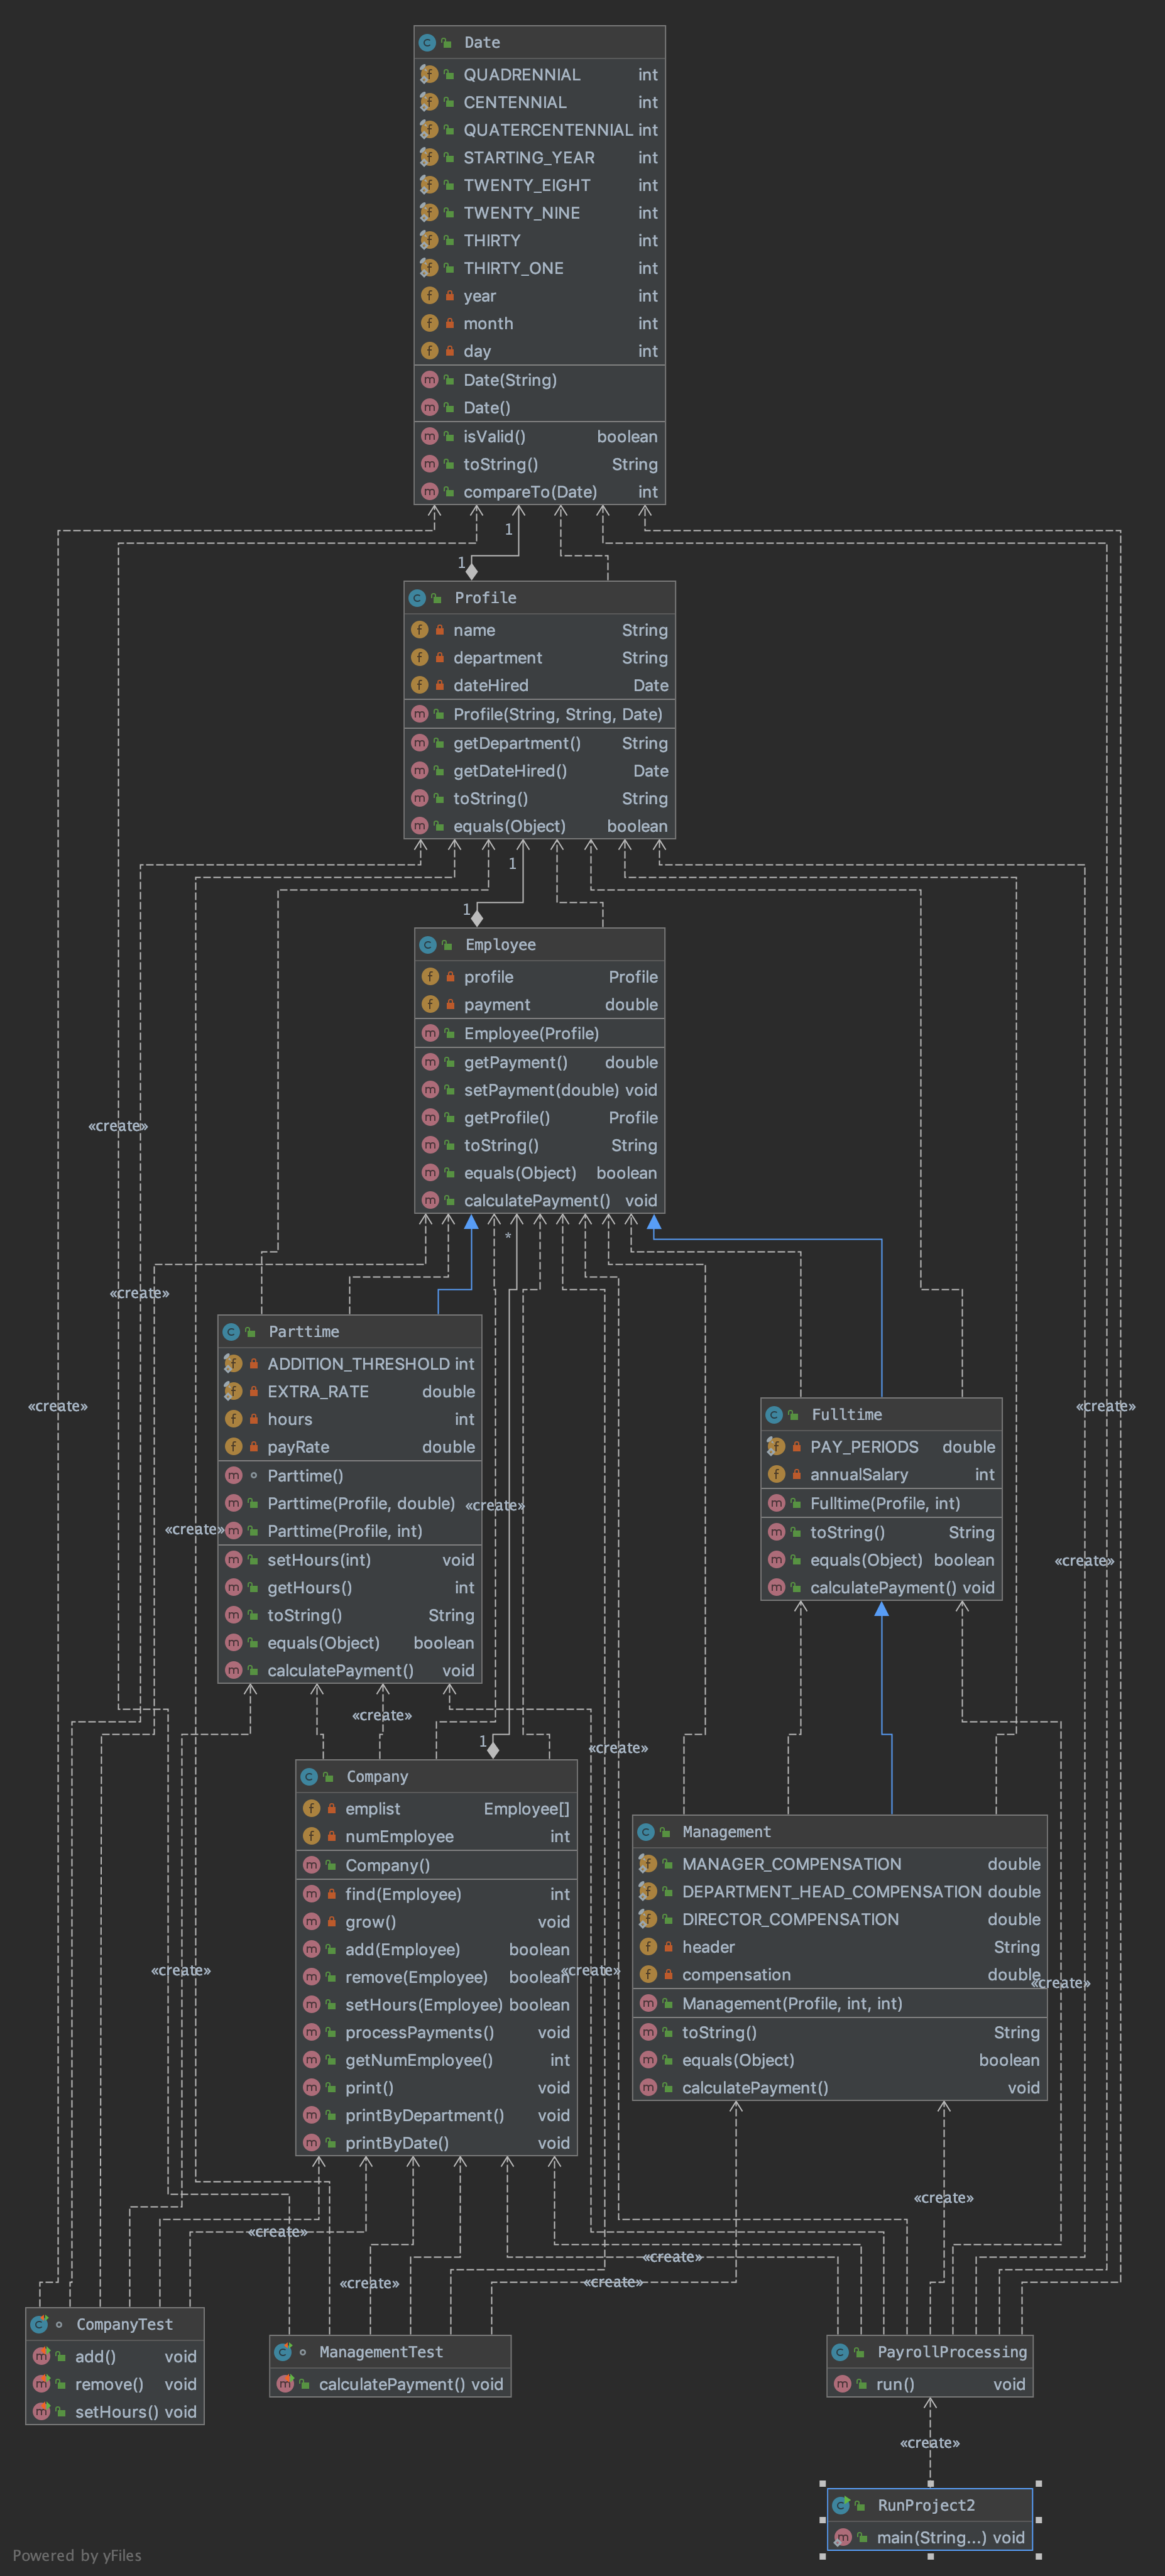 Date
QUADRENNIAL int
CENTENNIAL int
QUATERCENTENNIAL int
STARTING_YEAR int
TWENTY_EIGHT int
TWENTY_NINE int
THIRTY int
THIRTY_ONE int
year int
month int
day int
Date(String)
Date()
isValid() boolean
toString() String
compareTo(Date) int
1
1
Profile
name String
department String
dateHired Date
Profile(String, String, Date)
getDepartment() String
getDateHired() Date
toString() String
equals(Object) boolean
1
1
Employee
profile Profile
payment double
Employee(Profile)
getPayment() double
setPayment(double) void
getProfile() Profile
toString() String
equals(Object) boolean
calculatePayment() void
«create»
*
«create»
Parttime
ADDITION_THRESHOLD int
EXTRA_RATE double
hours int
payRate double
Parttime()
Parttime(Profile, double)
Parttime(Profile, int)
setHours(int) void
getHours() int
toString() String
equals(Object) boolean
calculatePayment() void
«create»
«create»
«create»
Fulltime
PAY_PERIODS double
annualSalary int
Fulltime(Profile, int)
toString() String
equals(Object) boolean
calculatePayment() void
«create»
«create»
«create»
1
«create»
Company
emplist Employee[]
numEmployee int
Company()
find(Employee) int
grow() void
add(Employee) boolean
remove(Employee) boolean
setHours(Employee) boolean
processPayments() void
getNumEmployee() int
print() void
printByDepartment() void
printByDate() void
«create»
«create»
Management
MANAGER_COMPENSATION double
DEPARTMENT_HEAD_COMPENSATION double
DIRECTOR_COMPENSATION double
header String
compensation double
Management(Profile, int, int)
toString() String
equals(Object) boolean
calculatePayment() void
«create»
«create»
«create»
«create»
«create»
«create»
CompanyTest
add() void
remove() void
setHours() void
ManagementTest
calculatePayment() void
PayrollProcessing
run() void
«create»
RunProject2
main(String...) void
Powered by yFiles